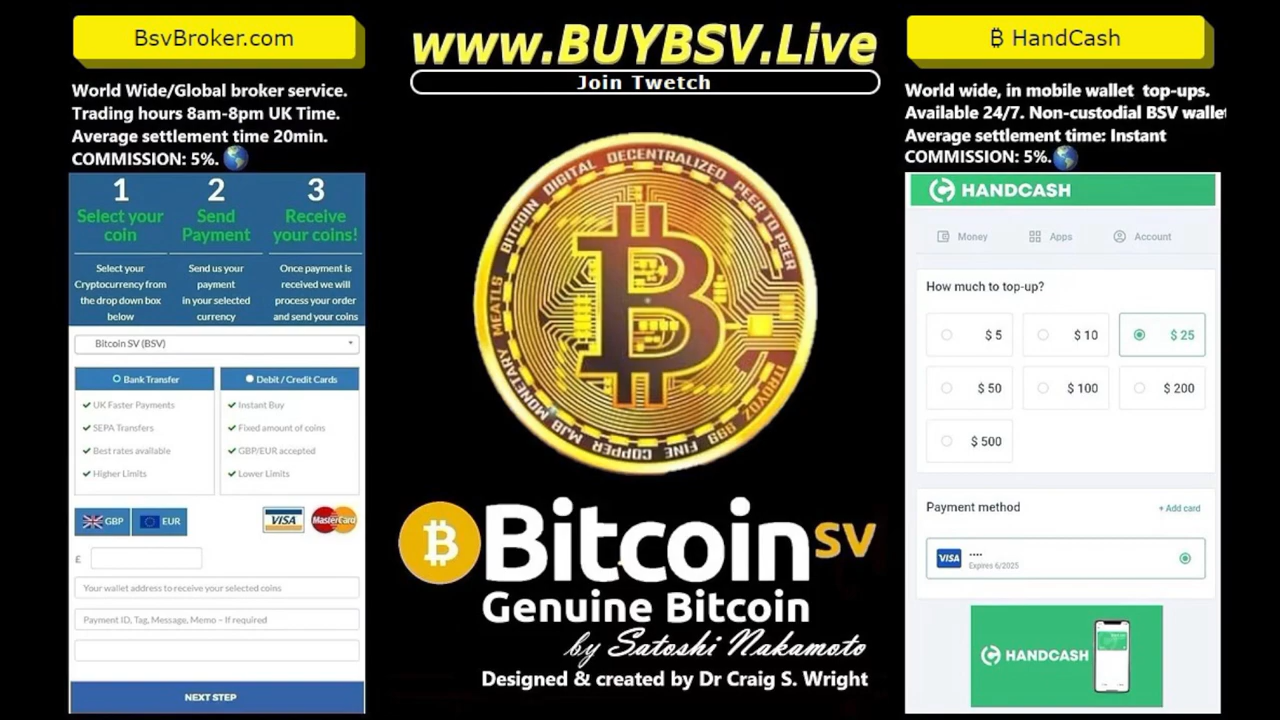 BsvBroker.com
World Wide/Global broker service.
Trading hours 8am-8pm UK Time.
Average settlement time 20min.
COMMISSION: 5%.
1 2 3
Select your coin
Send Payment
Receive your coins!
Select your
Cryptocurrency from
the drop down box
below
Send us your
payment
in your selected
currency
Once payment is
received we will
process your order
and send your coins
Bitcoin SV (BSV)
Bank Transfer
UK Faster Payments
SEPA Transfers
Best rates available
Higher Limits
Debit / Credit Cards
Instant Buy
Fixed amount of coins
GBP/EUR accepted
Lower Limits
GBP EUR
VISA MasterCard
£
Your wallet address to receive your selected coins
Payment ID, Tag, Message, Memo – If required
NEXT STEP
www.BUYBSV.Live
Join Twetch
BITCOIN DIGITAL DECENTRALIZED PEER TO PEER
MONETARY METALS
MJB
COPPER
FINE
999
BitcoinSV
Genuine Bitcoin
by Satoshi Nakamoto
Designed & created by Dr Craig S. Wright
₿ HandCash
World wide, in mobile wallet top-ups.
Available 24/7. Non-custodial BSV wallet
Average settlement time: Instant
COMMISSION: 5%.
HANDCASH
Money Apps Account
How much to top-up?
$ 5 $ 10 $ 25
$ 50 $ 100 $ 200
$ 500
Payment method + Add card
VISA ....
Expires 6/2025
HANDCASH